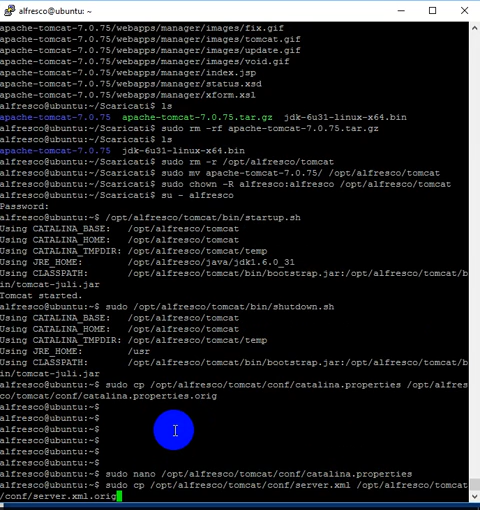 alfresco@ubuntu: ~
apache-tomcat-7.0.75/webapps/manager/images/fix.gif
apache-tomcat-7.0.75/webapps/manager/images/tomcat.gif
apache-tomcat-7.0.75/webapps/manager/images/update.gif
apache-tomcat-7.0.75/webapps/manager/images/void.gif
apache-tomcat-7.0.75/webapps/manager/index.jsp
apache-tomcat-7.0.75/webapps/manager/status.xsd
apache-tomcat-7.0.75/webapps/manager/xform.xsl
alfresco@ubuntu:~/Scaricati$ ls
apache-tomcat-7.0.75  apache-tomcat-7.0.75.tar.gz  jdk-6u31-linux-x64.bin
alfresco@ubuntu:~/Scaricati$ sudo rm -rf apache-tomcat-7.0.75.tar.gz
alfresco@ubuntu:~/Scaricati$ ls
apache-tomcat-7.0.75  jdk-6u31-linux-x64.bin
alfresco@ubuntu:~/Scaricati$ sudo rm -r /opt/alfresco/tomcat
alfresco@ubuntu:~/Scaricati$ sudo mv apache-tomcat-7.0.75/ /opt/alfresco/tomcat
alfresco@ubuntu:~/Scaricati$ sudo chown -R alfresco:alfresco /opt/alfresco/tomcat
alfresco@ubuntu:~/Scaricati$ su - alfresco
Password:
alfresco@ubuntu:~$ /opt/alfresco/tomcat/bin/startup.sh
Using CATALINA_BASE:   /opt/alfresco/tomcat
Using CATALINA_HOME:   /opt/alfresco/tomcat
Using CATALINA_TMPDIR: /opt/alfresco/tomcat/temp
Using JRE_HOME:        /opt/alfresco/java/jdk1.6.0_31
Using CLASSPATH:       /opt/alfresco/tomcat/bin/bootstrap.jar:/opt/alfresco/tomcat/b
in/tomcat-juli.jar
Tomcat started.
alfresco@ubuntu:~$ sudo /opt/alfresco/tomcat/bin/shutdown.sh
Using CATALINA_BASE:   /opt/alfresco/tomcat
Using CATALINA_HOME:   /opt/alfresco/tomcat
Using CATALINA_TMPDIR: /opt/alfresco/tomcat/temp
Using JRE_HOME:        /usr
Using CLASSPATH:       /opt/alfresco/tomcat/bin/bootstrap.jar:/opt/alfresco/tomcat/b
in/tomcat-juli.jar
alfresco@ubuntu:~$ sudo cp /opt/alfresco/tomcat/conf/catalina.properties /opt/alfres
co/tomcat/conf/catalina.properties.orig
alfresco@ubuntu:~$
alfresco@ubuntu:~$
alfresco@ubuntu:~$
alfresco@ubuntu:~$
alfresco@ubuntu:~$
alfresco@ubuntu:~$
alfresco@ubuntu:~$ sudo nano /opt/alfresco/tomcat/conf/catalina.properties
alfresco@ubuntu:~$ sudo cp /opt/alfresco/tomcat/conf/server.xml /opt/alfresco/tomcat
/conf/server.xml.orig